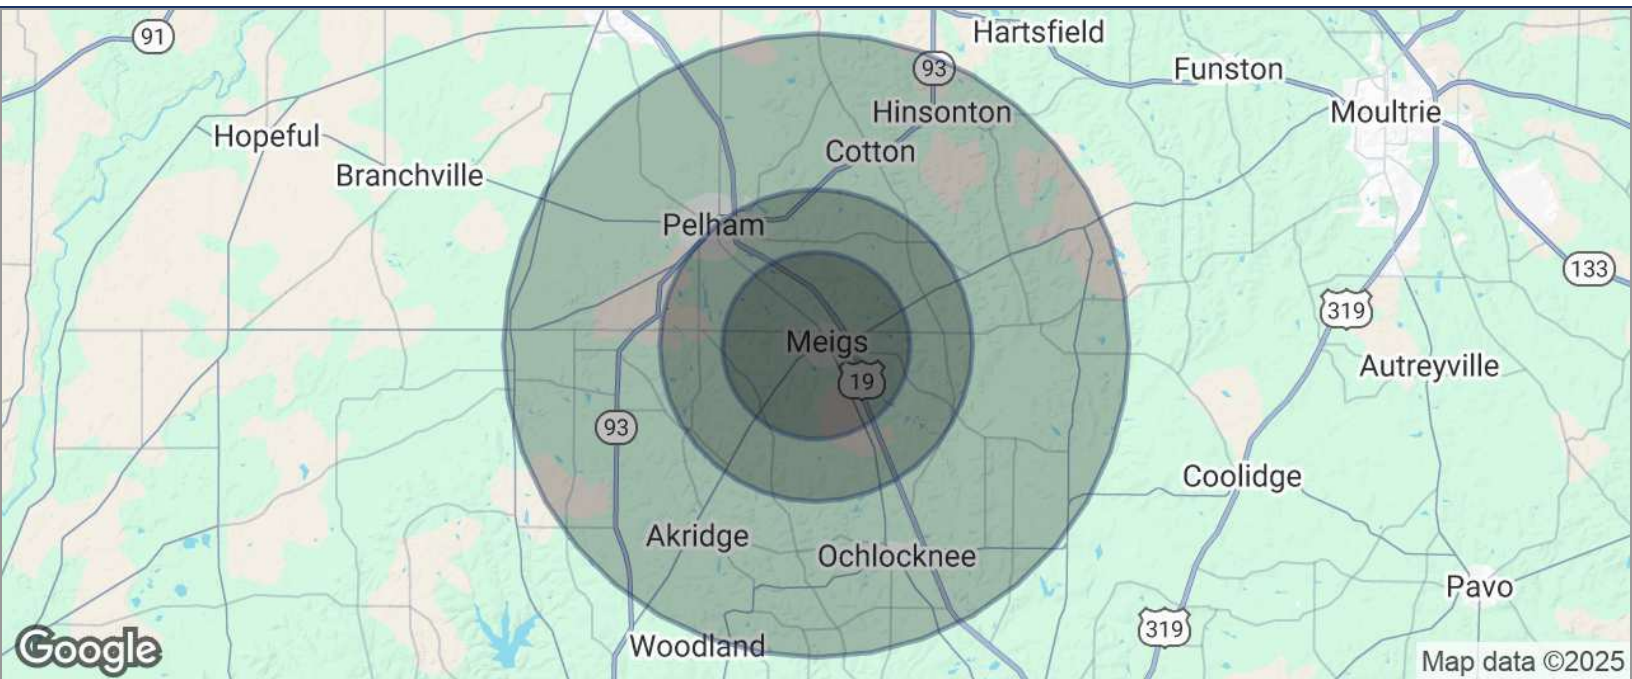 91
Hartsfield
93
Funston
Hinsonton
Moultrie
Hopeful
Cotton
Branchville
Pelham
133
319
Meigs
Autreyville
19
93
Coolidge
Akridge
Ochlocknee
Pavo
319
Woodland
Google
Map data ©2025